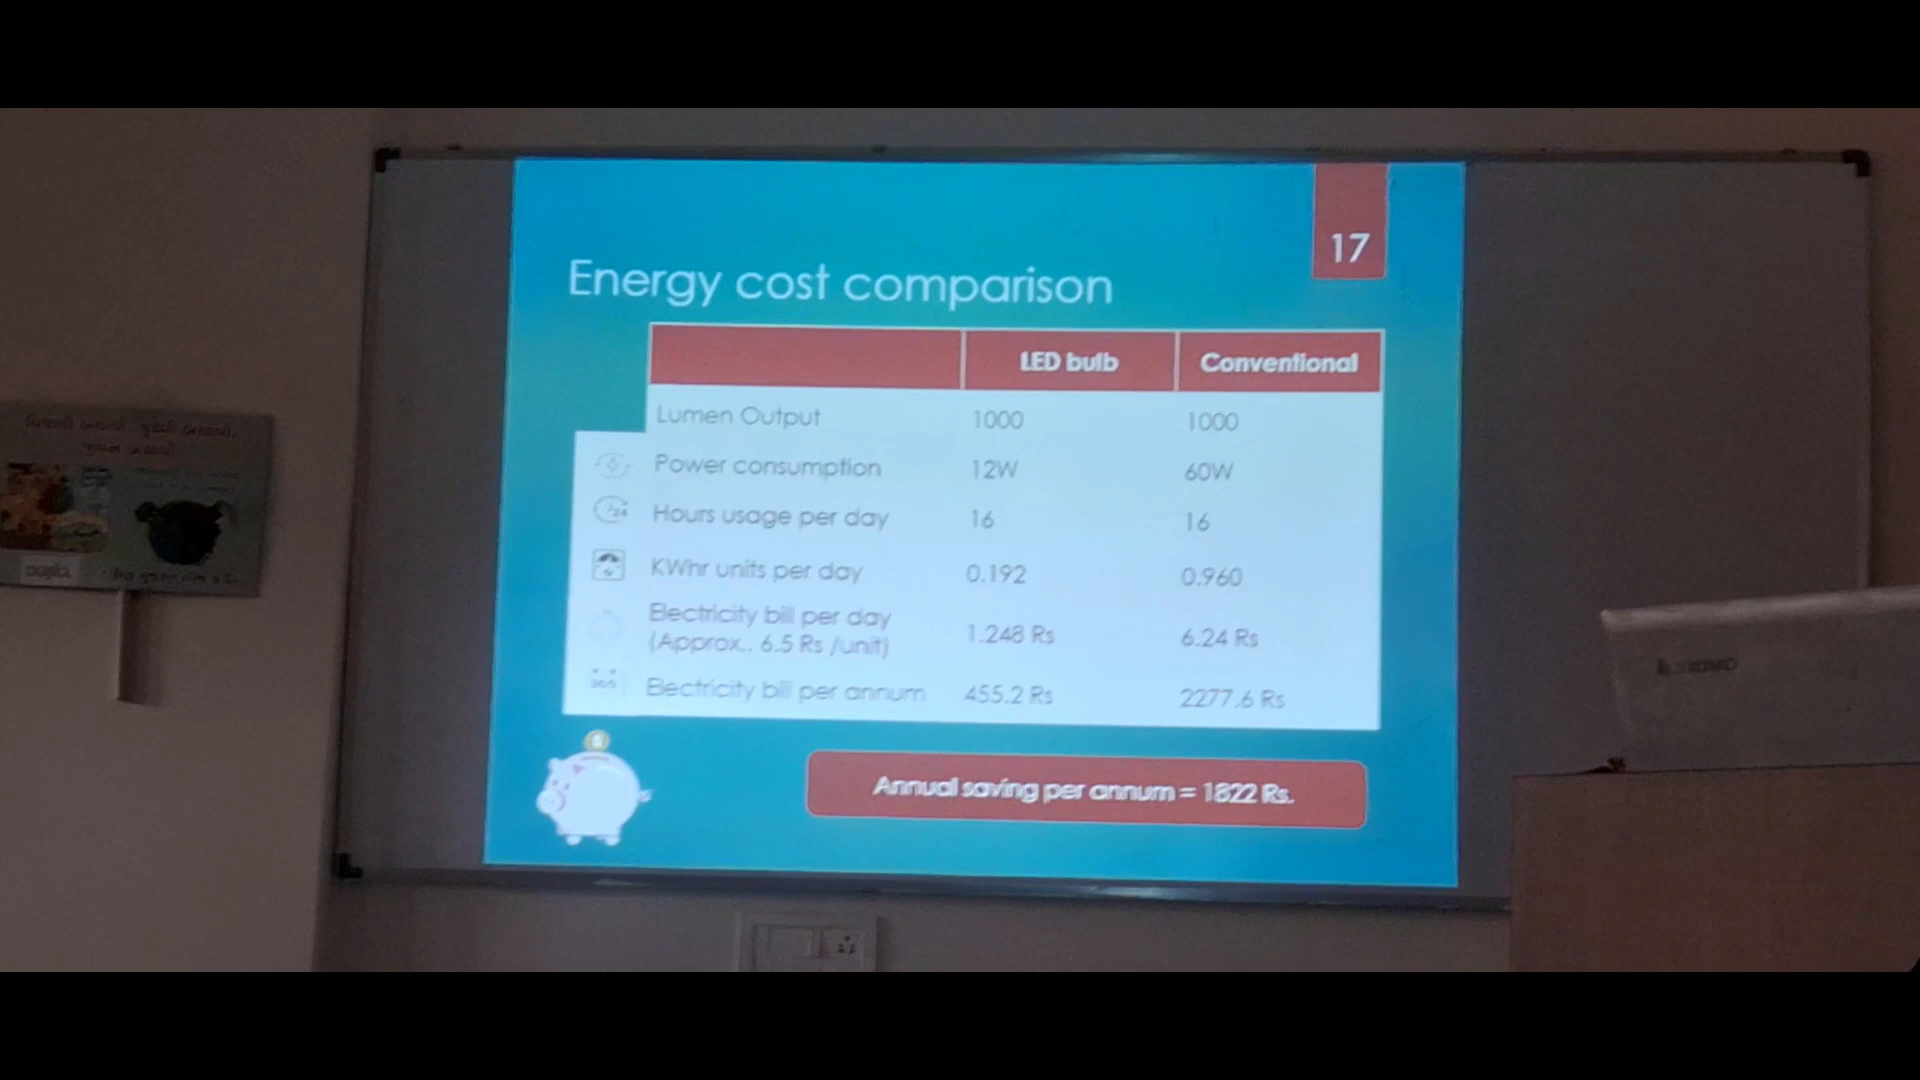 17
Energy cost comparison
LED bulb Conventional
Lumen Output 1000 1000
Power consumption 12W 60W
Hours usage per day 16 16
KWhr units per day 0.192 0.960
Electricity bill per day
(Approx.. 6.5 Rs /unit) 1.248 Rs 6.24 Rs
365 Electricity bill per annum 455.2 Rs 2277.6 Rs
Annual saving per annum = 1822 Rs.